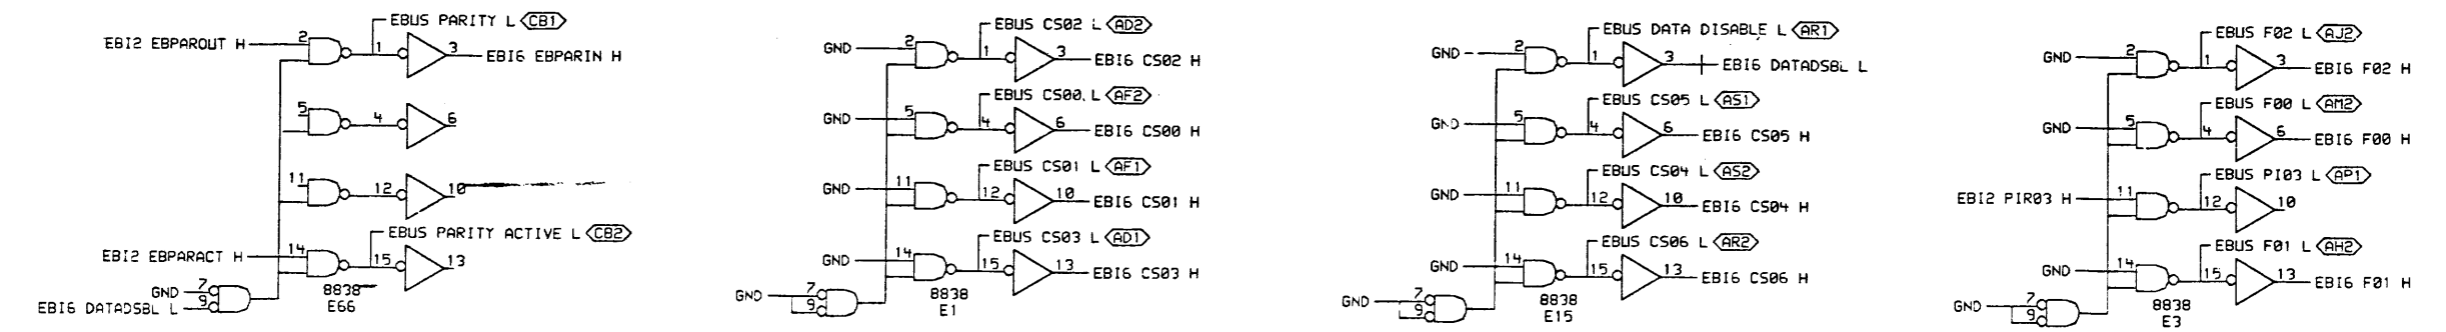 EBUS PARITY L CB1
EBI2 EBPAROUT H 2 1 3 EBI6 EBPARIN H
5 4 6
11 12 10
EBUS PARITY ACTIVE L CB2
EBI2 EBPARACT H 14 15 13
GND 7
8838
EBI6 DATADSBL L 9
E66
EBUS CS02 L AD2
GND 2 1 3 EBI6 CS02 H
EBUS CS00 L AF2
GND 5 4 6 EBI6 CS00 H
EBUS CS01 L AF1
GND 11 12 10 EBI6 CS01 H
EBUS CS03 L AD1
GND 14 15 13 EBI6 CS03 H
GND 7
9
8838
E1
EBUS DATA DISABLE L AR1
GND 2 1 3 EBI6 DATADSBL L
EBUS CS05 L AS1
GND 5 4 6 EBI6 CS05 H
EBUS CS04 L AS2
GND 11 12 10 EBI6 CS04 H
EBUS CS06 L AR2
GND 14 15 13 EBI6 CS06 H
GND 7
9
8838
E15
EBUS F02 L AJ2
GND 2 1 3 EBI6 F02 H
EBUS F00 L AM2
GND 5 4 6 EBI6 F00 H
EBUS PI03 L AP1
EBI2 PIR03 H 11 12 10
EBUS F01 L AH2
GND 14 15 13 EBI6 F01 H
GND 7
9
8838
E3